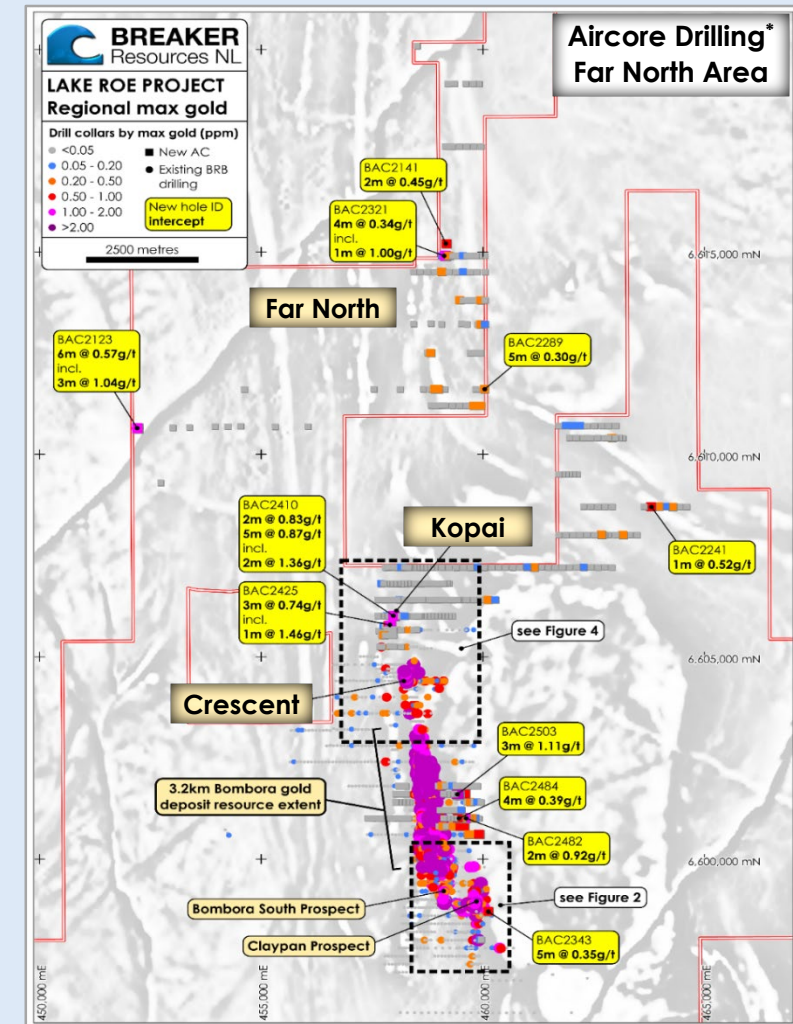 Aircore Drilling*
Far North Area
BREAKER
Resources NL
LAKE ROE PROJECT
Regional max gold
Drill collars by max gold (ppm)
<0.05
0.05 - 0.20
0.20 - 0.50
0.50 - 1.00
1.00 - 2.00
>2.00
New AC
Existing BRB
drilling
New hole ID
intercept
2500 metres
BAC2141
2m @ 0.45g/t
BAC2321
4m @ 0.34g/t
incl.
1m @ 1.00g/t
6,615,000 mN
Far North
BAC2123
6m @ 0.57g/t
incl.
3m @ 1.04g/t
BAC2289
5m @ 0.30g/t
6,610,000 mN
BAC2410
2m @ 0.83g/t
5m @ 0.87g/t
incl.
2m @ 1.36g/t
Kopai
BAC2241
1m @ 0.52g/t
BAC2425
3m @ 0.74g/t
incl.
1m @ 1.46g/t
see Figure 4
6,605,000 mN
Crescent
BAC2503
3m @ 1.11g/t
3.2km Bombora gold
deposit resource extent
BAC2484
4m @ 0.39g/t
BAC2482
2m @ 0.92g/t
6,600,000 mN
see Figure 2
Bombora South Prospect
Claypan Prospect
BAC2343
5m @ 0.35g/t
450,000 mE
455,000 mE
460,000 mE
465,000 mE